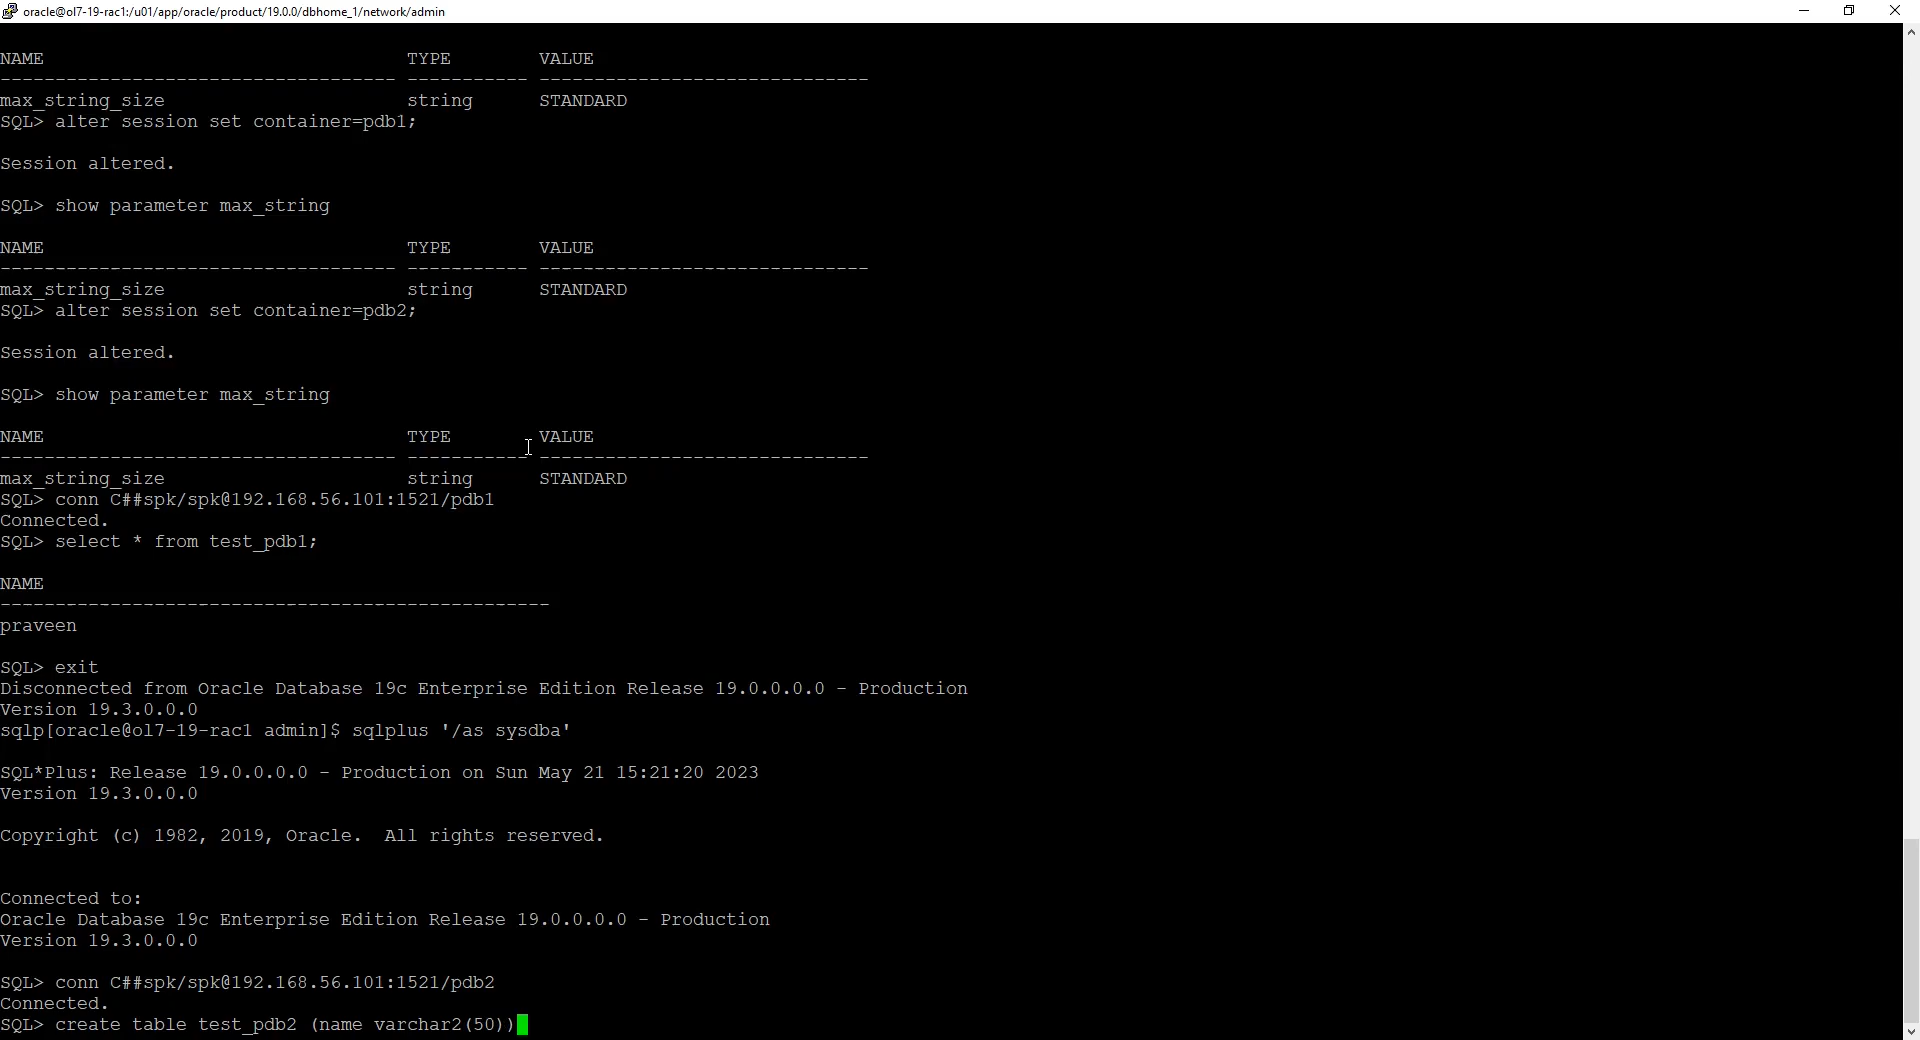 oracle@ol7-19-rac1:/u01/app/oracle/product/19.0.0/dbhome_1/network/admin
NAME                                 TYPE        VALUE
------------------------------------ ----------- ------------------------------
max_string_size                      string      STANDARD
SQL> alter session set container=pdb1;
Session altered.
SQL> show parameter max_string
NAME                                 TYPE        VALUE
------------------------------------ ----------- ------------------------------
max_string_size                      string      STANDARD
SQL> alter session set container=pdb2;
Session altered.
SQL> show parameter max_string
NAME                                 TYPE        VALUE
------------------------------------ ----------- ------------------------------
max_string_size                      string      STANDARD
SQL> conn C##spk/spk@192.168.56.101:1521/pdb1
Connected.
SQL> select * from test_pdb1;
NAME
--------------------------------------------------
praveen
SQL> exit
Disconnected from Oracle Database 19c Enterprise Edition Release 19.0.0.0.0 - Production
Version 19.3.0.0.0
sqlp[oracle@ol7-19-rac1 admin]$ sqlplus '/as sysdba'
SQL*Plus: Release 19.0.0.0.0 - Production on Sun May 21 15:21:20 2023
Version 19.3.0.0.0
Copyright (c) 1982, 2019, Oracle.  All rights reserved.
Connected to:
Oracle Database 19c Enterprise Edition Release 19.0.0.0.0 - Production
Version 19.3.0.0.0
SQL> conn C##spk/spk@192.168.56.101:1521/pdb2
Connected.
SQL> create table test_pdb2 (name varchar2(50))